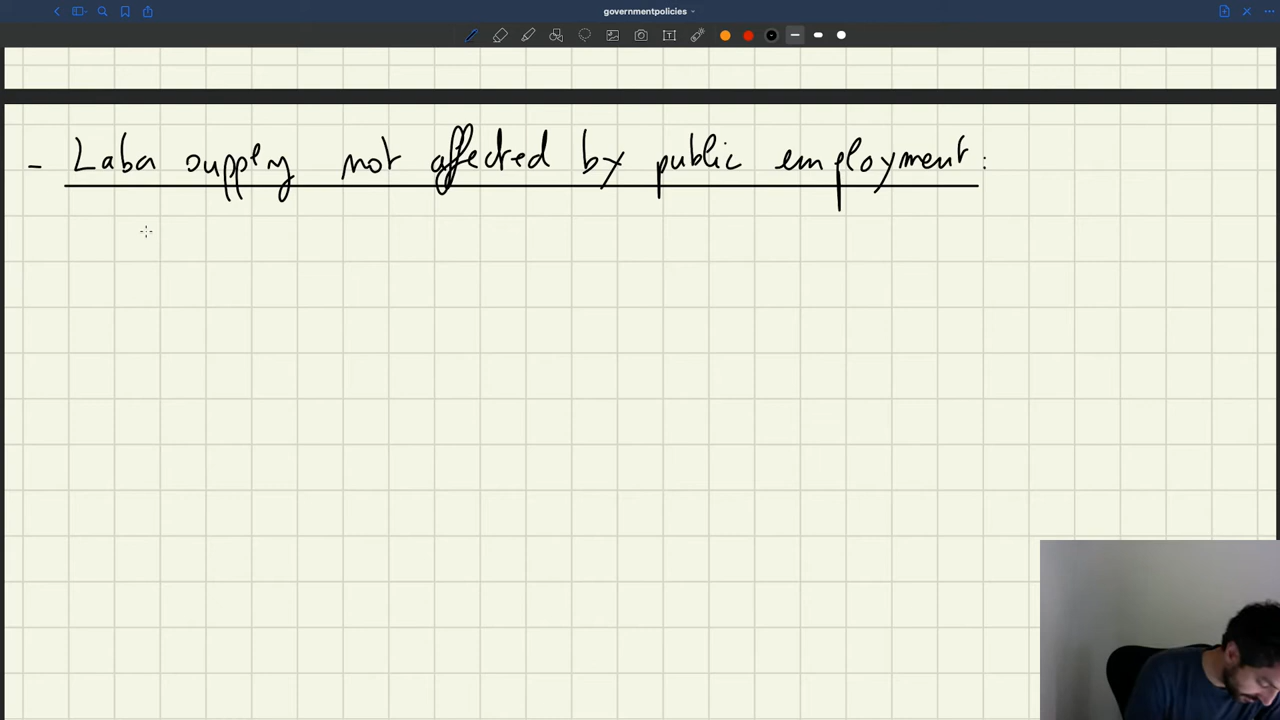 governmentpolicies
- Labor supply not affected by public employment: